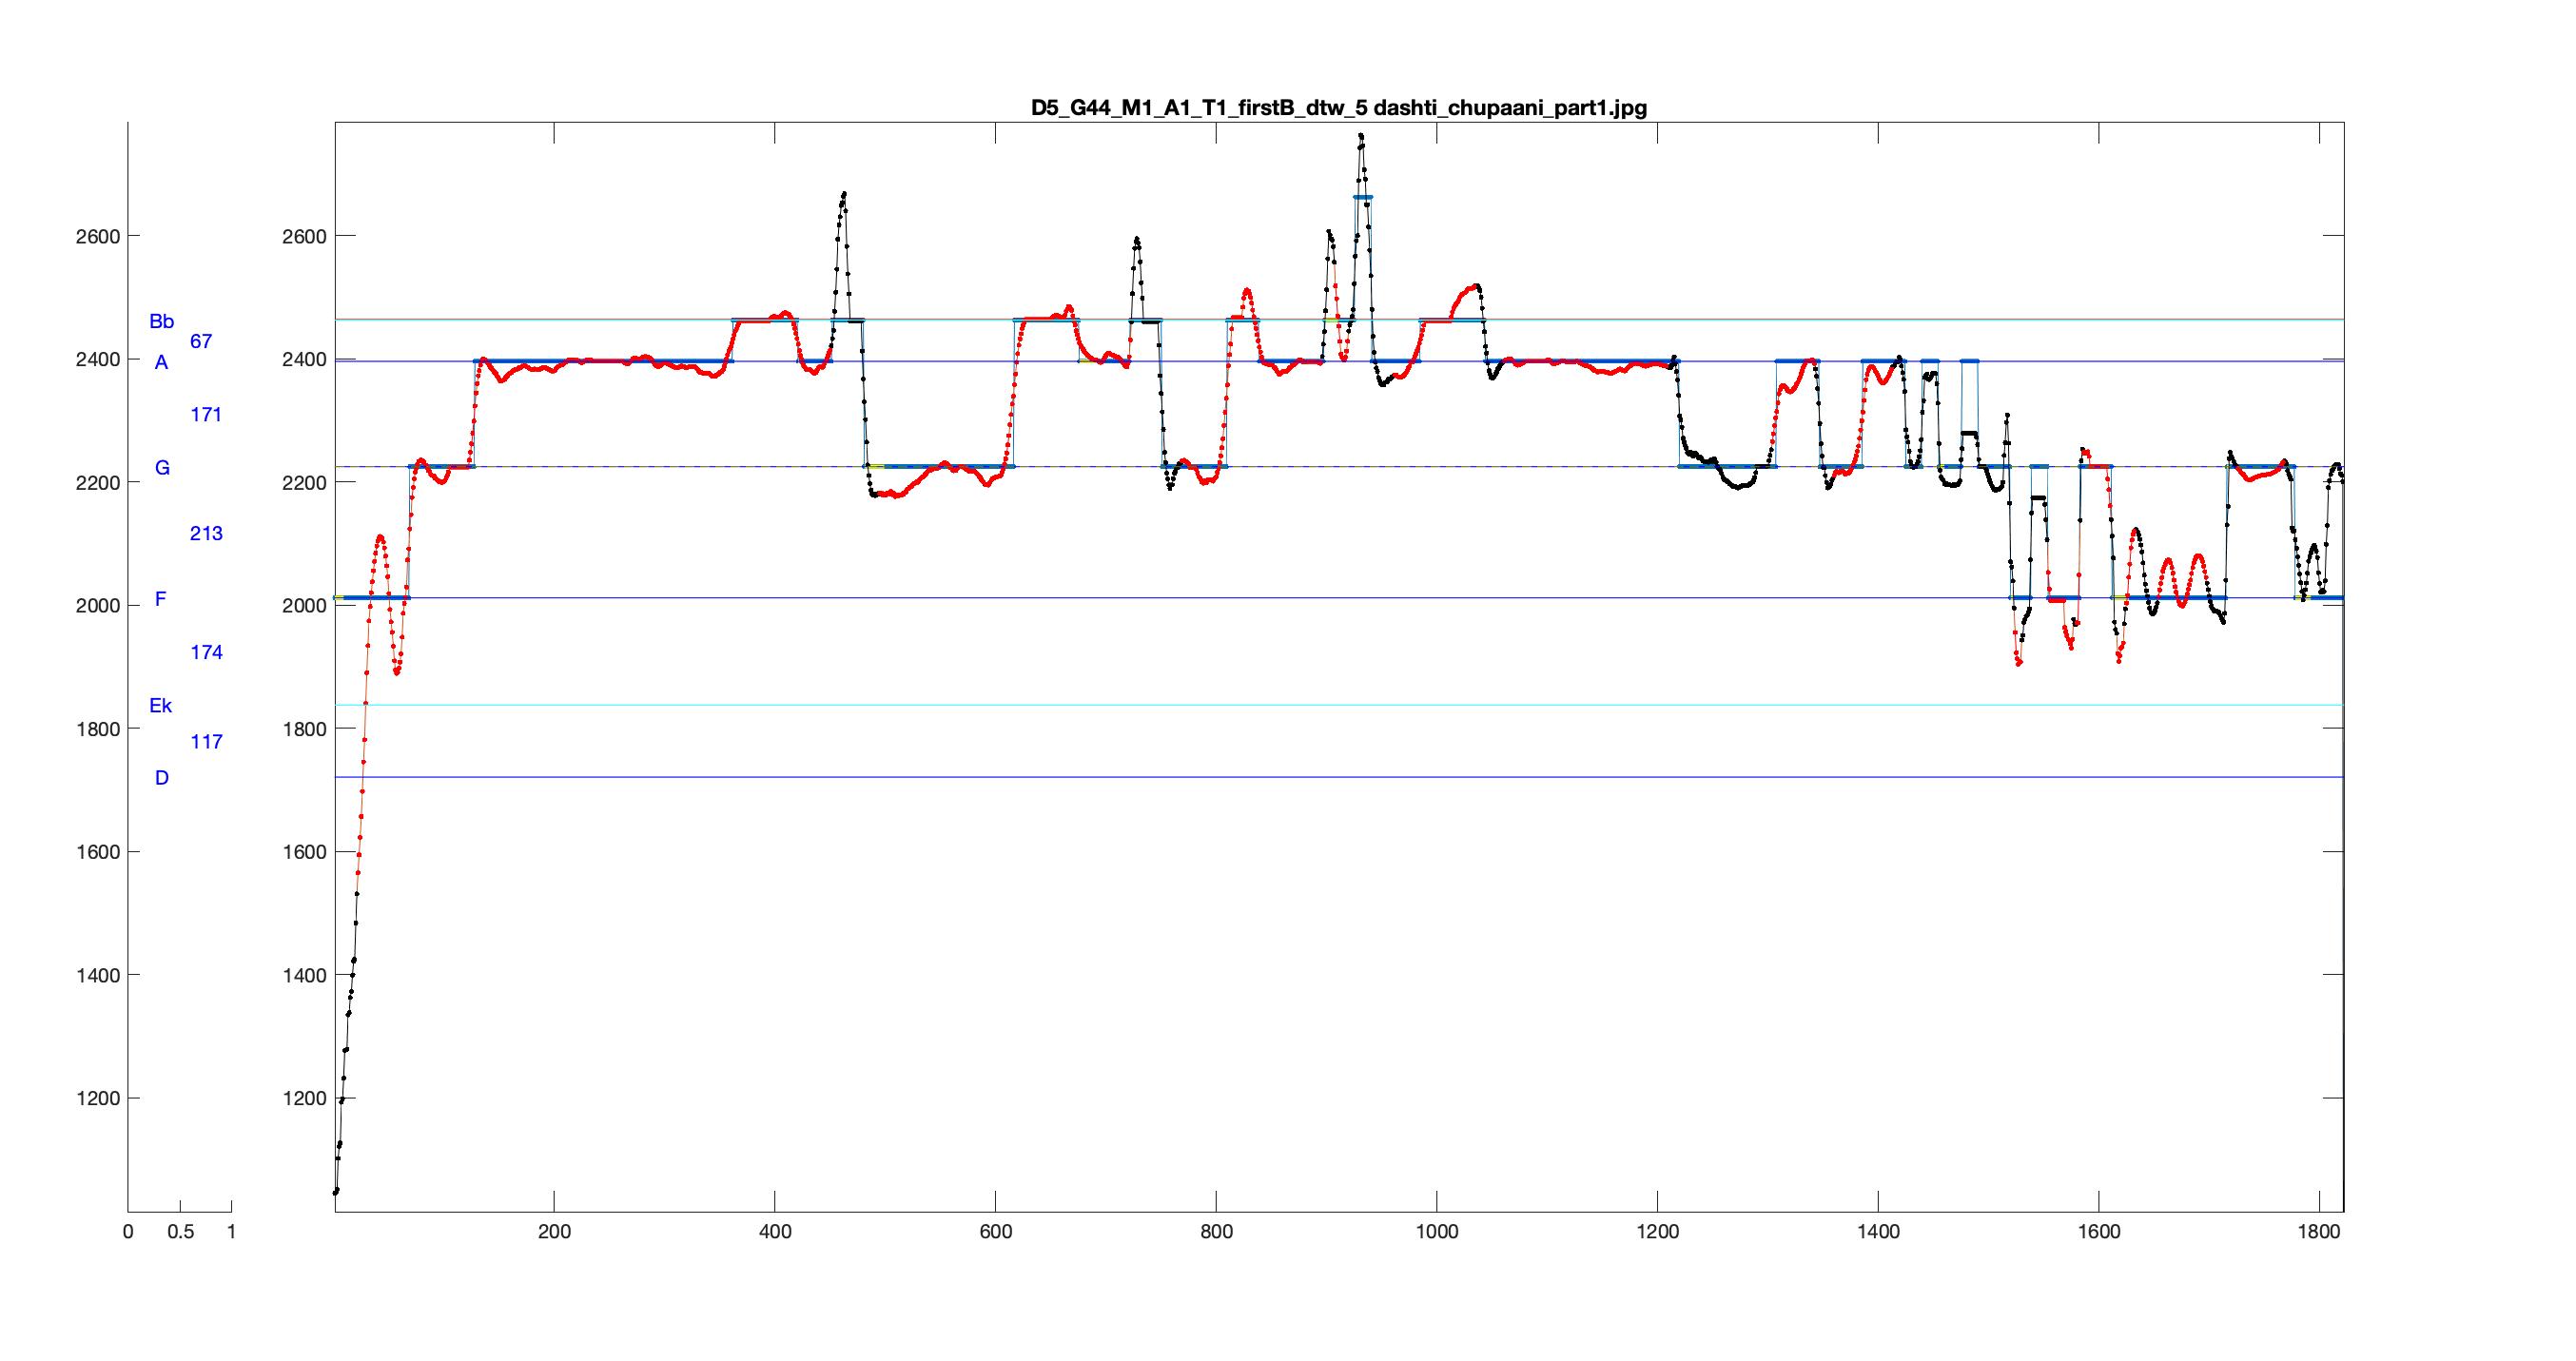 D5_G44_M1_A1_T1_firstB_dtw_5 dashti_chupaani_part1.jpg
2600 2600
Bb
67
2400 A 2400
171
G
2200 2200
213
2000 F 2000
174
Ek
1800 1800
117
D
1600 1600
1400 1400
1200 1200
0 0.5 1 200 400 600 800 1000 1200 1400 1600 1800